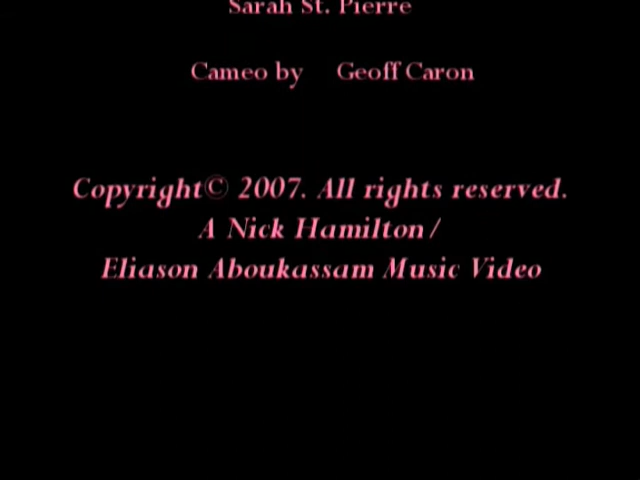 Sarah St. Pierre
Cameo by Geoff Caron
Copyright© 2007. All rights reserved.
A Nick Hamilton /
Eliason Aboukassam Music Video